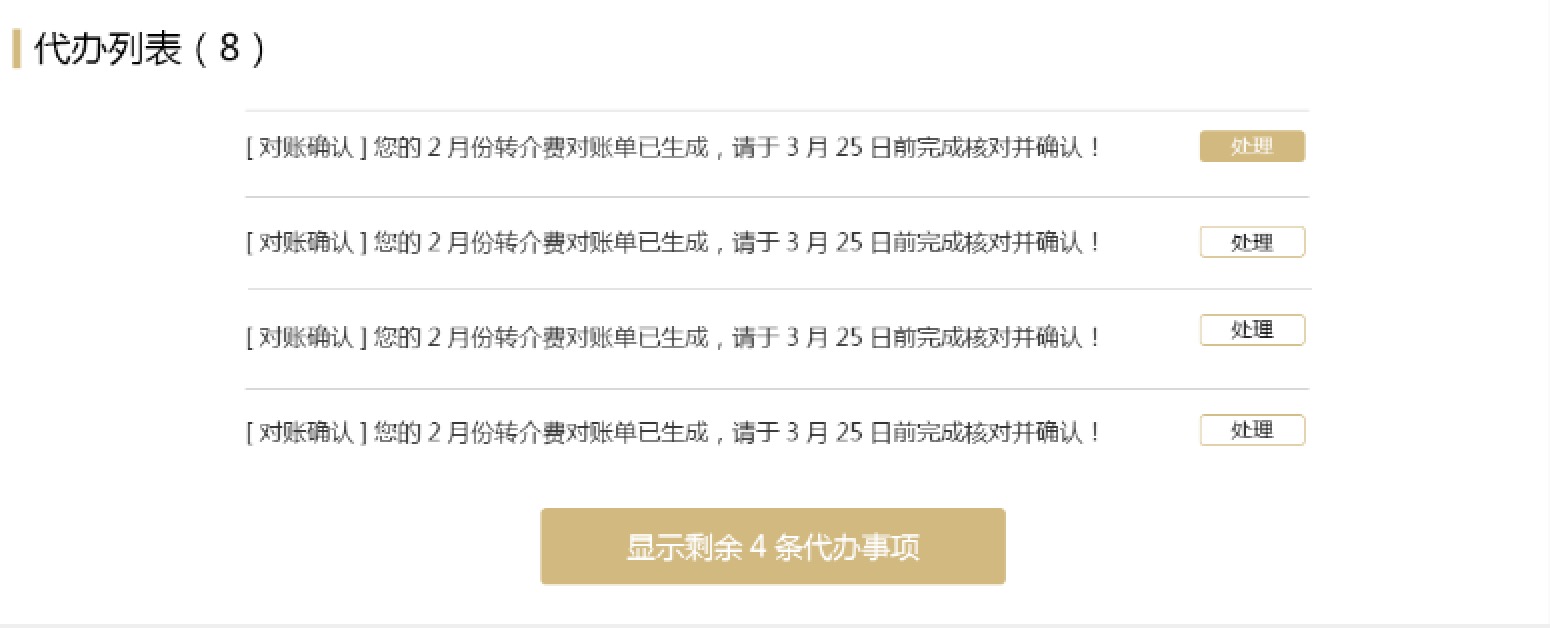 代办列表（8）
[ 对账确认 ] 您的 2 月份转介费对账单已生成，请于 3 月 25 日前完成核对并确认！ 处理
[ 对账确认 ] 您的 2 月份转介费对账单已生成，请于 3 月 25 日前完成核对并确认！ 处理
[ 对账确认 ] 您的 2 月份转介费对账单已生成，请于 3 月 25 日前完成核对并确认！ 处理
[ 对账确认 ] 您的 2 月份转介费对账单已生成，请于 3 月 25 日前完成核对并确认！ 处理
显示剩余 4 条代办事项